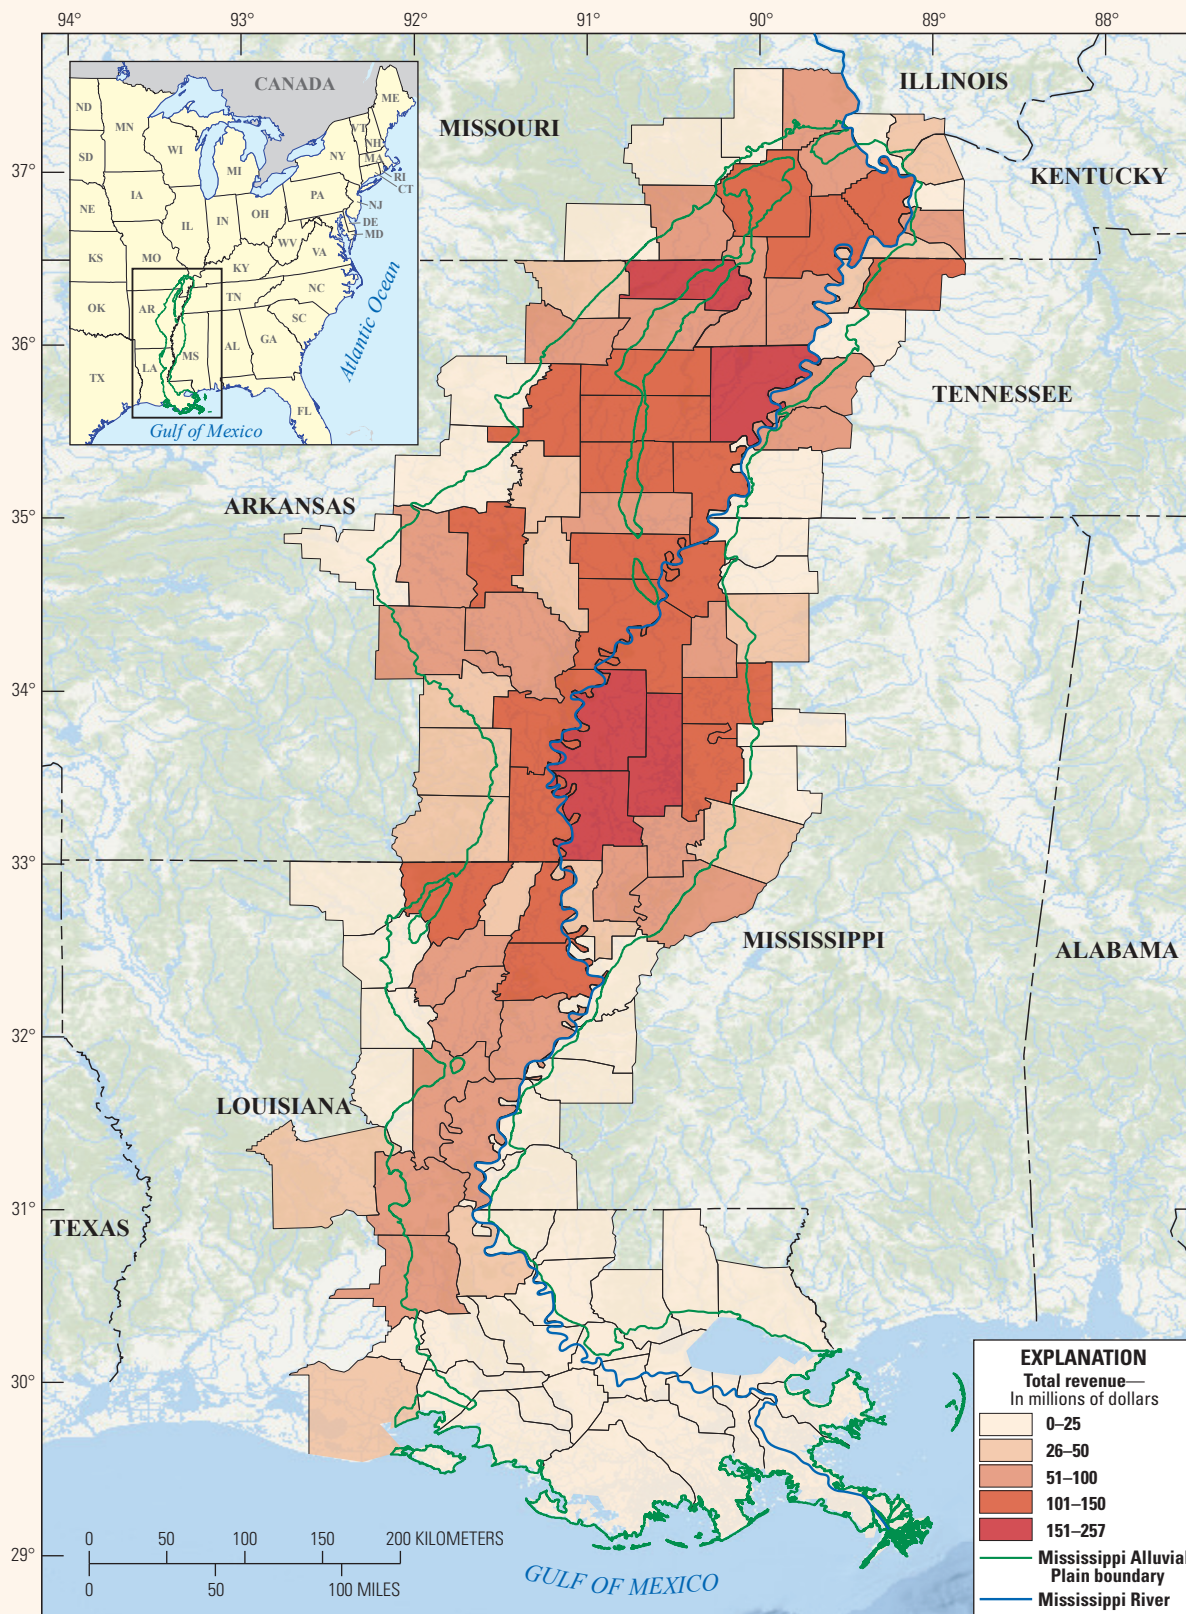 94°
93°
92°
91°
90°
89°
88°
37°
36°
35°
34°
33°
32°
31°
30°
29°
CANADA
ND
MN
WI
MI
ME
VT
NH
MA
NY
RI
CT
SD
IA
PA
NJ
NE
IL
IN
OH
DE
MD
WV
VA
KS
MO
KY
NC
OK
AR
TN
SC
MS
AL
GA
TX
LA
FL
Atlantic Ocean
Gulf of Mexico
ILLINOIS
MISSOURI
KENTUCKY
TENNESSEE
ARKANSAS
MISSISSIPPI
ALABAMA
LOUISIANA
TEXAS
GULF OF MEXICO
0 50 100 150 200 KILOMETERS
0 50 100 MILES
EXPLANATION
Total revenue—
In millions of dollars
0–25
26–50
51–100
101–150
151–257
Mississippi Alluvial
Plain boundary
Mississippi River